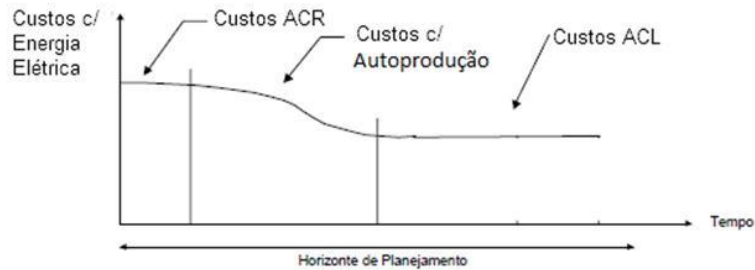 Custos c/
Energia
Elétrica
Custos ACR
Custos c/
Autoprodução
Custos ACL
Tempo
Horizonte de Planejamento